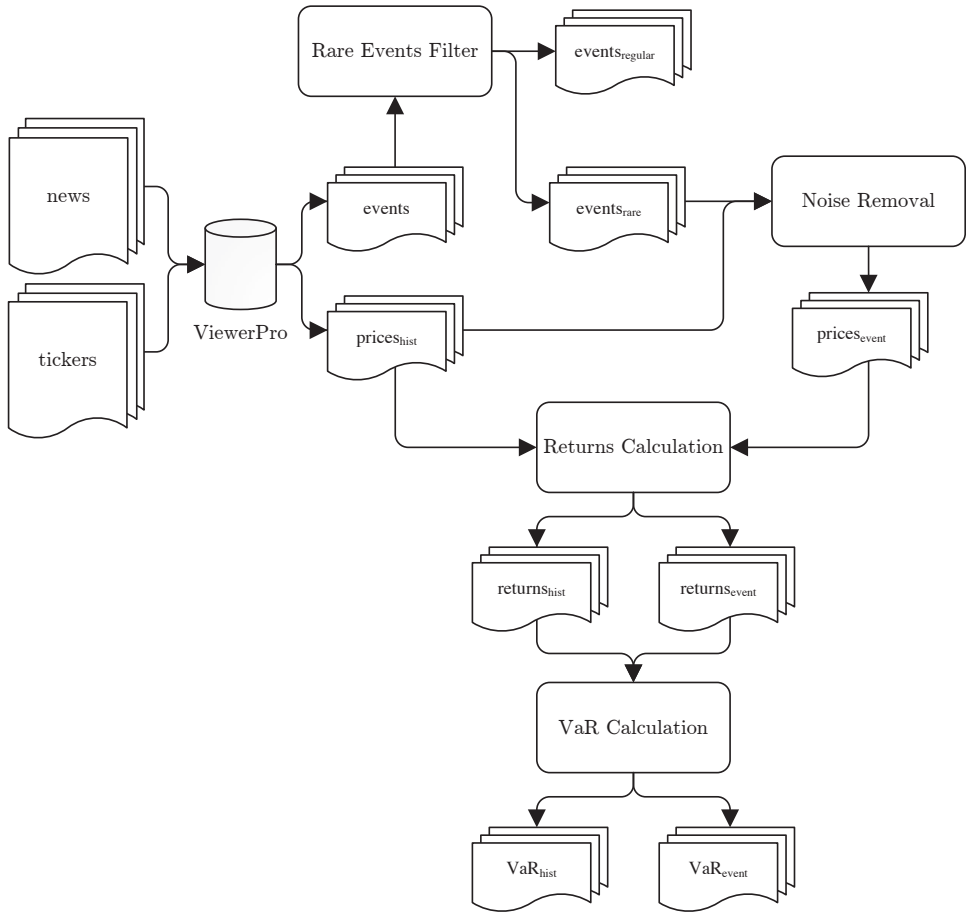 Rare Events Filter
events_regular
news
events
events_rare
Noise Removal
ViewerPro
prices_hist
prices_event
tickers
Returns Calculation
returns_hist
returns_event
VaR Calculation
VaR_hist
VaR_event